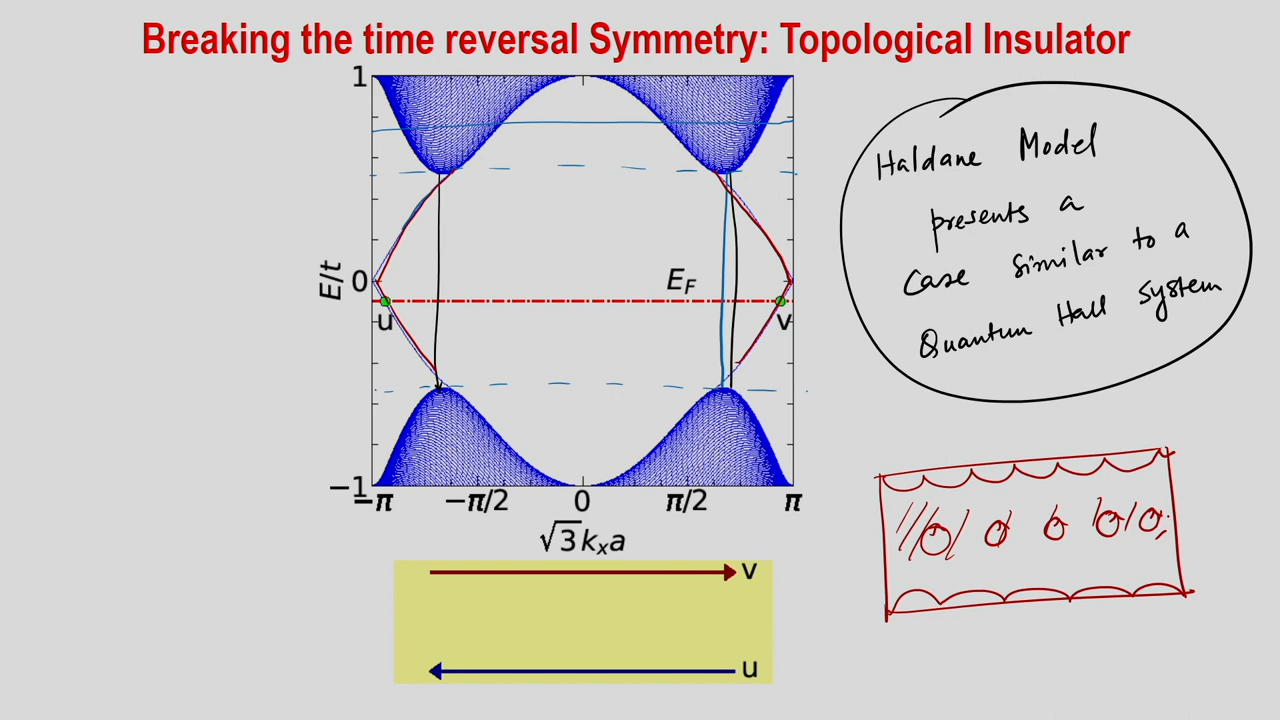 Breaking the time reversal Symmetry: Topological Insulator
1
E/t
0
−1
E_F
u
v
−π
−π/2
0
π/2
π
√3k_xa
v
u
Haldane Model
presents a
Case similar to a
Quantum Hall system